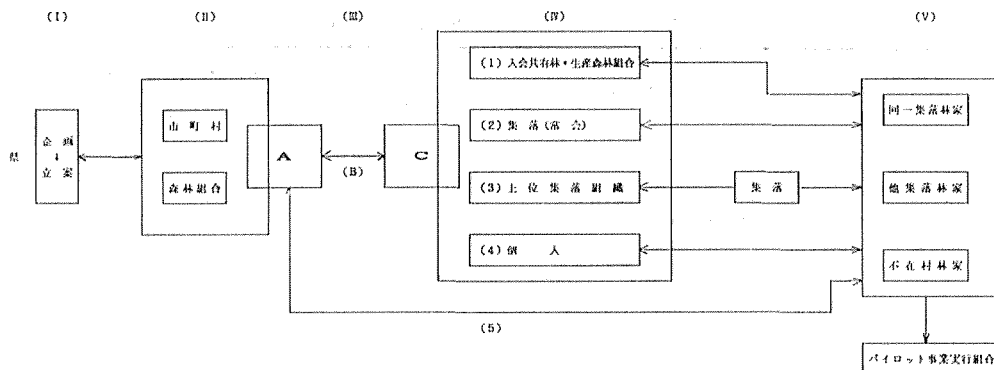 (I)
(II)
(III)
(IV)
(V)
県
企画
↓
立案
市町村
森林組合
A
(B)
C
(1)入会共有林・生産森林組合
(2)集落(常会)
(3)上位集落組織
(4)個人
集落
同一集落林家
他集落林家
不在村林家
(5)
パイロット事業実行組合